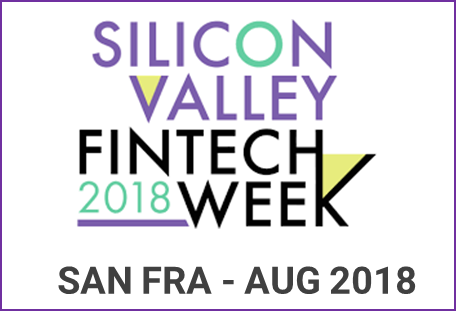 SILICON
VALLEY
FINTECH
2018 WEEK
SAN FRA - AUG 2018